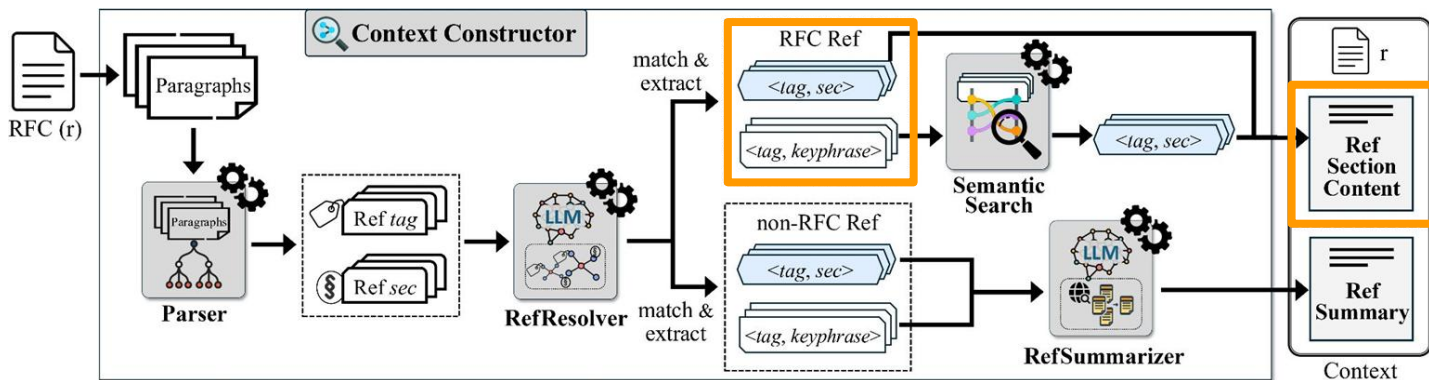 Context Constructor
RFC (r)
Paragraphs
Paragraphs
Parser
Ref tag
§
Ref sec
LLM
§
§
RefResolver
match &
extract
match &
extract
RFC Ref
<tag, sec>
<tag, keyphrase>
Semantic
Search
<tag, sec>
non-RFC Ref
<tag, sec>
<tag, keyphrase>
LLM
RefSummarizer
r
Ref
Section
Content
Ref
Summary
Context